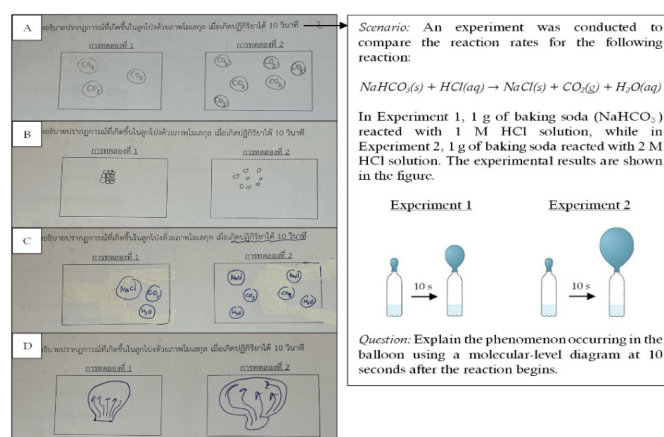 A
อธิบายปรากฏการณ์ที่เกิดขึ้นในลูกโป่งด้วยภาพโมเลกุล เมื่อเกิดปฏิกิริยาได้ 10 วินาที 2
การทดลองที่ 1
การทดลองที่ 2
CO2 CO2 CO2
CO2 CO2 CO2 CO2 CO2 CO2
B
อธิบายปรากฏการณ์ที่เกิดขึ้นในลูกโป่งด้วยภาพโมเลกุล เมื่อเกิดปฏิกิริยาได้ 10 วินาที
การทดลองที่ 1
การทดลองที่ 2
C
อธิบายปรากฏการณ์ที่เกิดขึ้นในลูกโป่งด้วยภาพโมเลกุล เมื่อเกิดปฏิกิริยาได้ 10 วินาที
การทดลองที่ 1
การทดลองที่ 2
NaCl CO2 H2O
NaCl NaCl CO2 CO2 H2O H2O
D
อธิบายปรากฏการณ์ที่เกิดขึ้นในลูกโป่งด้วยภาพโมเลกุล เมื่อเกิดปฏิกิริยาได้ 10 วินาที
การทดลองที่ 1
การทดลองที่ 2
Scenario: An experiment was conducted to
compare the reaction rates for the following
reaction:
NaHCO3(s) + HCl(aq) → NaCl(s) + CO2(g) + H2O(aq)
In Experiment 1, 1 g of baking soda (NaHCO3)
reacted with 1 M HCl solution, while in
Experiment 2, 1 g of baking soda reacted with 2 M
HCl solution. The experimental results are shown
in the figure.
Experiment 1
Experiment 2
10 s
10 s
Question: Explain the phenomenon occurring in the
balloon using a molecular-level diagram at 10
seconds after the reaction begins.